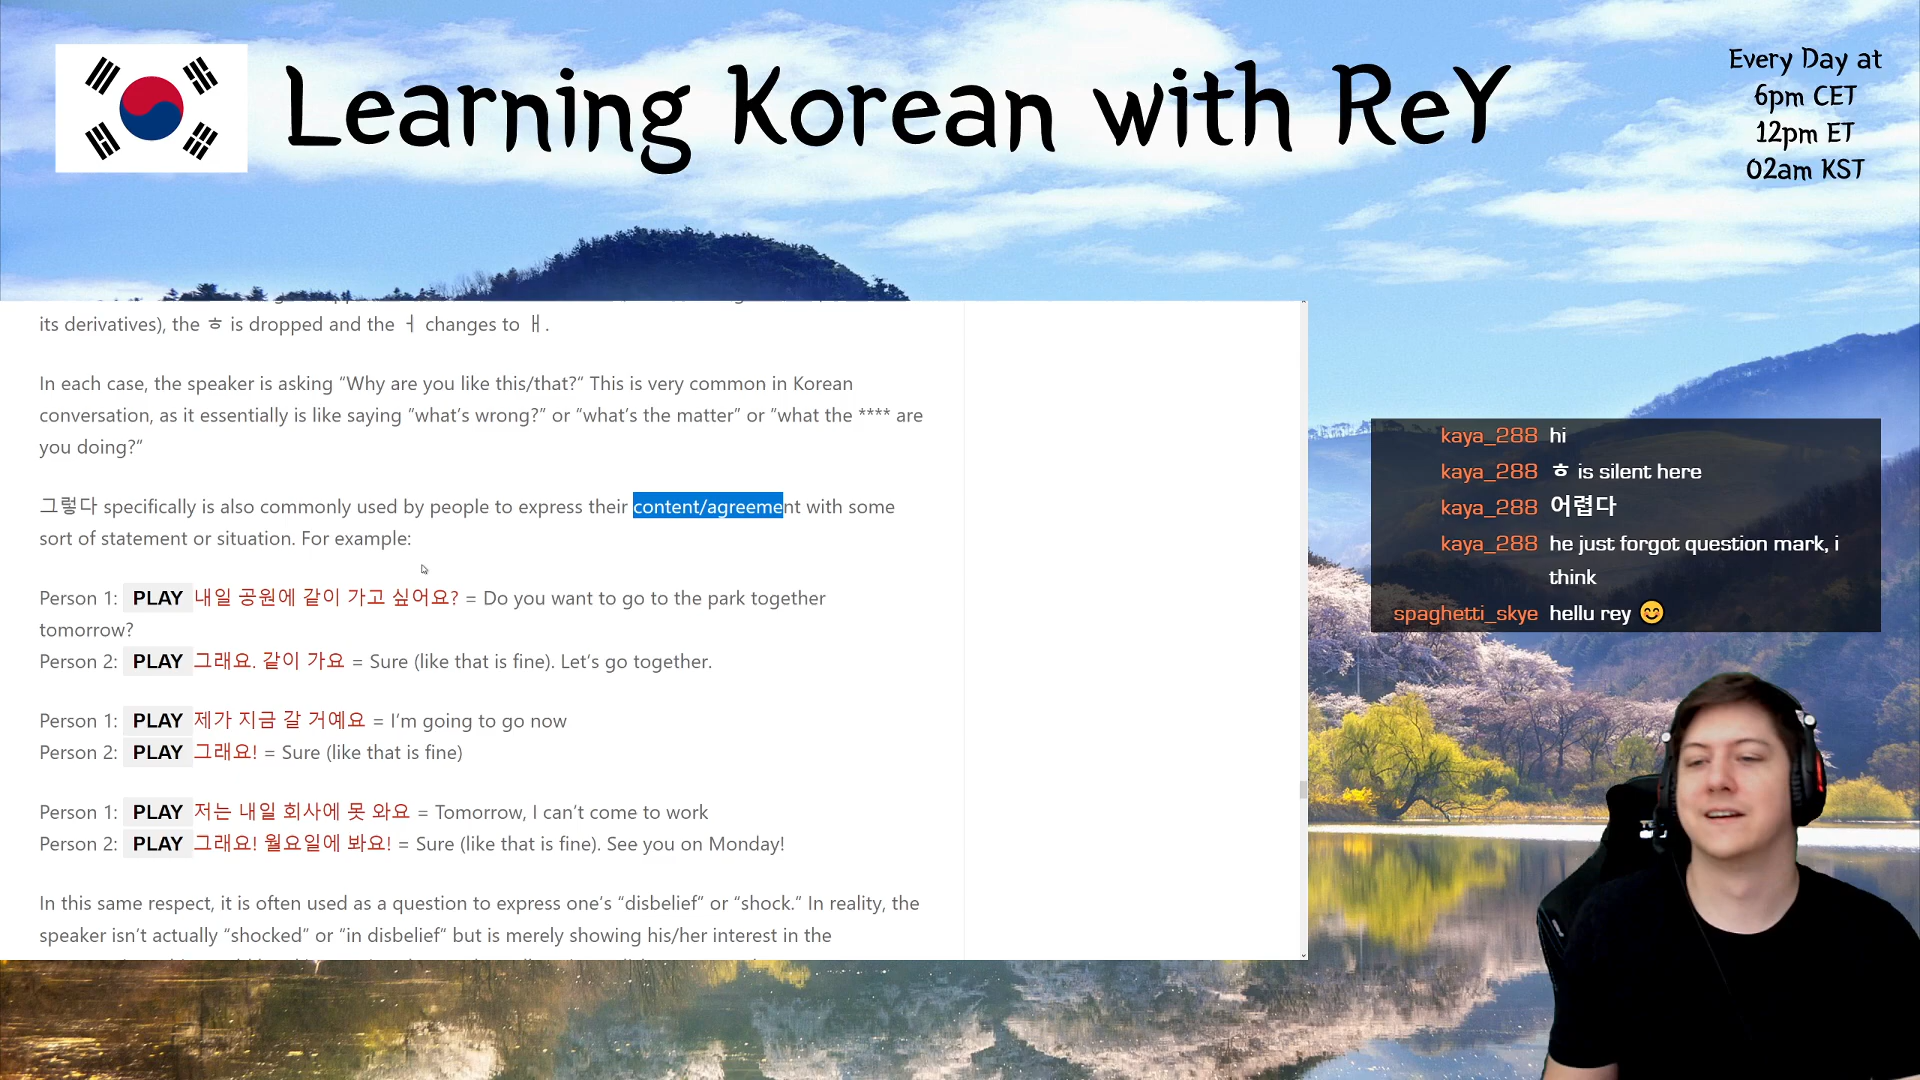 Learning Korean with ReY
Every Day at
6pm CET
12pm ET
02am KST
its derivatives), the ㅎ is dropped and the ㅓ changes to ㅐ.
In each case, the speaker is asking “Why are you like this/that?” This is very common in Korean
conversation, as it essentially is like saying “what’s wrong?” or “what’s the matter” or “what the **** are
you doing?”
그렇다 specifically is also commonly used by people to express their content/agreement with some
sort of statement or situation. For example:
Person 1: PLAY 내일 공원에 같이 가고 싶어요? = Do you want to go to the park together
tomorrow?
Person 2: PLAY 그래요. 같이 가요 = Sure (like that is fine). Let’s go together.
Person 1: PLAY 제가 지금 갈 거예요 = I’m going to go now
Person 2: PLAY 그래요! = Sure (like that is fine)
Person 1: PLAY 저는 내일 회사에 못 와요 = Tomorrow, I can’t come to work
Person 2: PLAY 그래요! 월요일에 봐요! = Sure (like that is fine). See you on Monday!
In this same respect, it is often used as a question to express one’s “disbelief” or “shock.” In reality, the
speaker isn’t actually “shocked” or “in disbelief” but is merely showing his/her interest in the
kaya_288 hi
kaya_288 ㅎ is silent here
kaya_288 어렵다
kaya_288 he just forgot question mark, i
think
spaghetti_skye hellu rey 😊